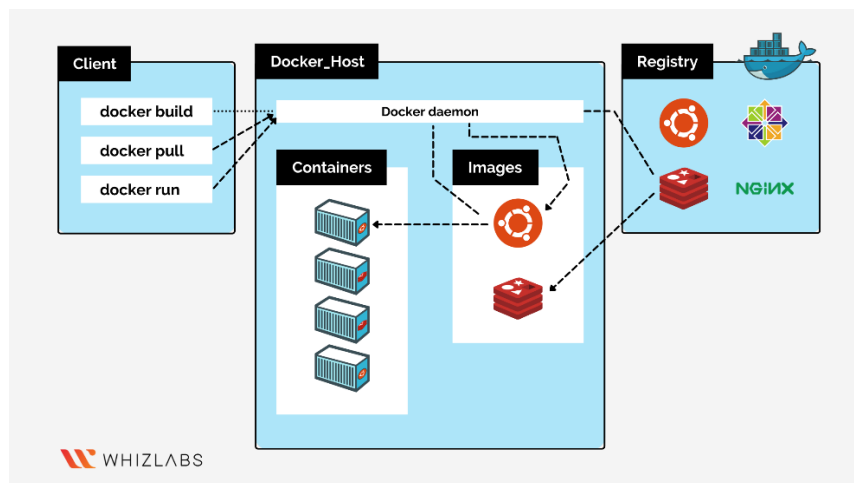 Client
docker build
docker pull
docker run
Docker_Host
Docker daemon
Containers
Images
Registry
NGINX
WHIZLABS